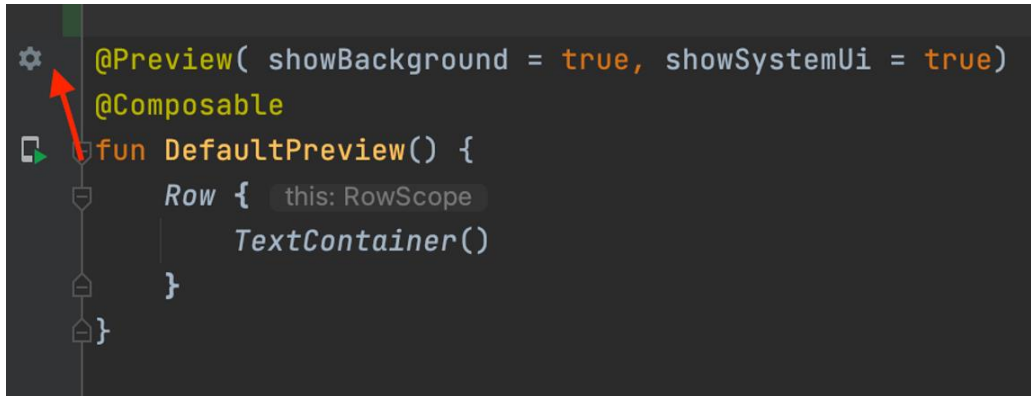 @Preview( showBackground = true, showSystemUi = true)
@Composable
fun DefaultPreview() {
    Row { this: RowScope
        TextContainer()
    }
}